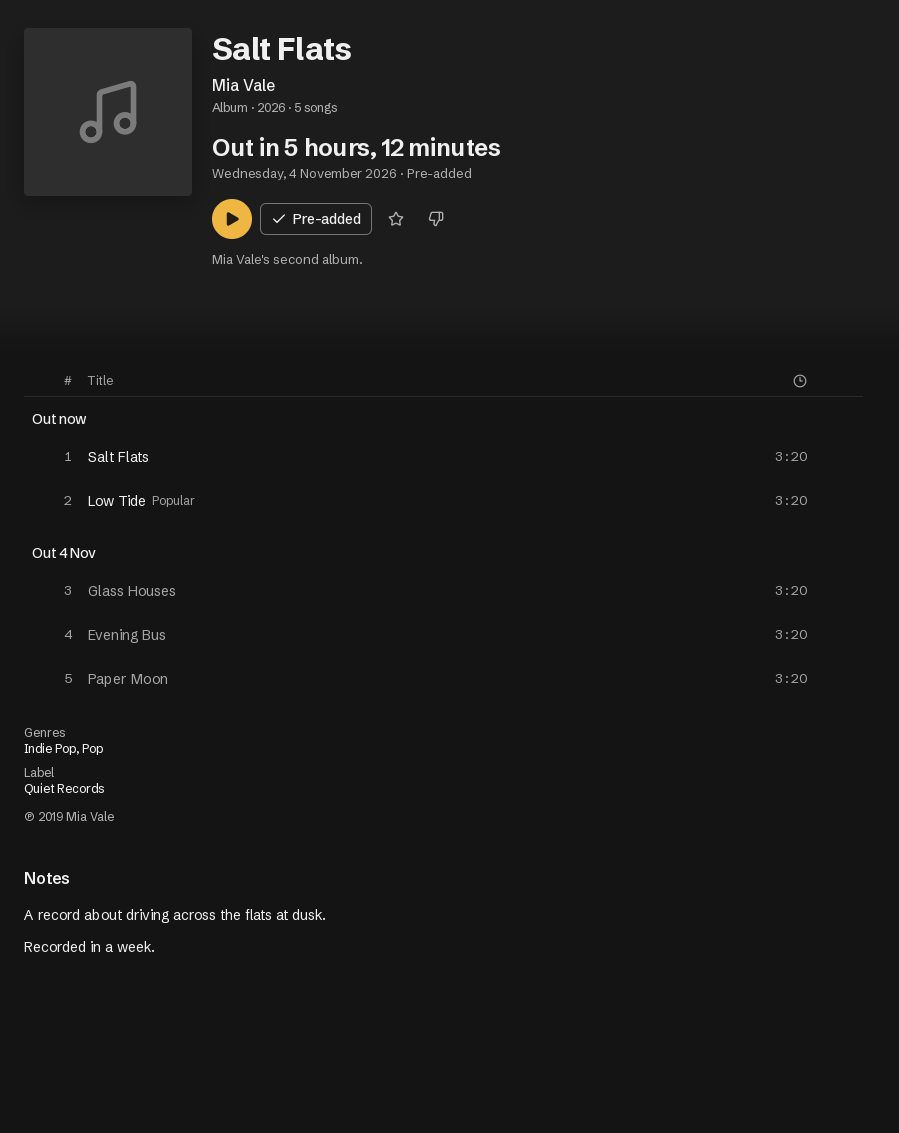 Salt Flats
Mia Vale
Album · 2026 · 5 songs
Out in 5 hours, 12 minutes
Wednesday, 4 November 2026 · Pre-added
Pre-added
Mia Vale's second album.
# Title
Out now
1 Salt Flats 3:20
2 Low Tide Popular 3:20
Out 4 Nov
3 Glass Houses 3:20
4 Evening Bus 3:20
5 Paper Moon 3:20
Genres
Indie Pop, Pop
Label
Quiet Records
℗ 2019 Mia Vale
Notes
A record about driving across the flats at dusk.
Recorded in a week.